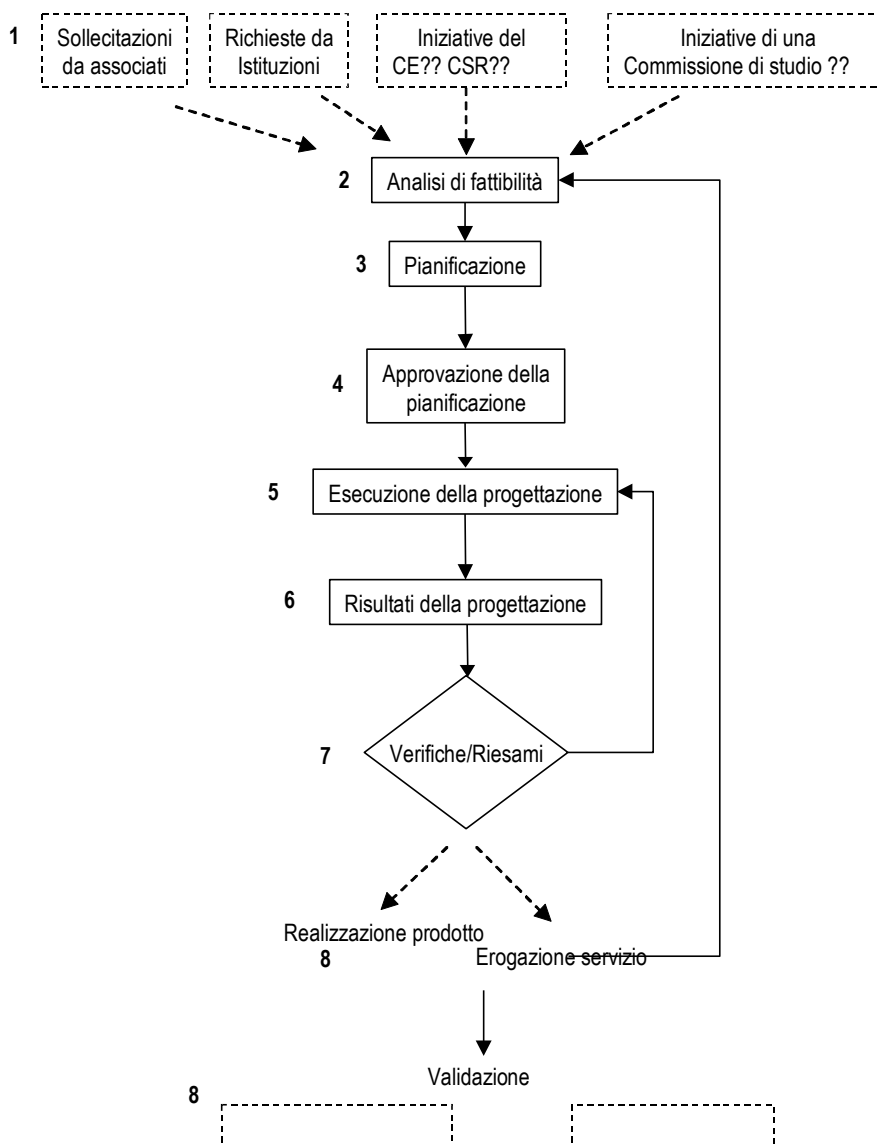 1
Sollecitazioni
da associati
Richieste da
Istituzioni
Iniziative del
CE?? CSR??
Iniziative di una
Commissione di studio ??
2
Analisi di fattibilità
3
Pianificazione
4
Approvazione della
pianificazione
5
Esecuzione della progettazione
6
Risultati della progettazione
7
Verifiche/Riesami
Realizzazione prodotto
8
Erogazione servizio
Validazione
8